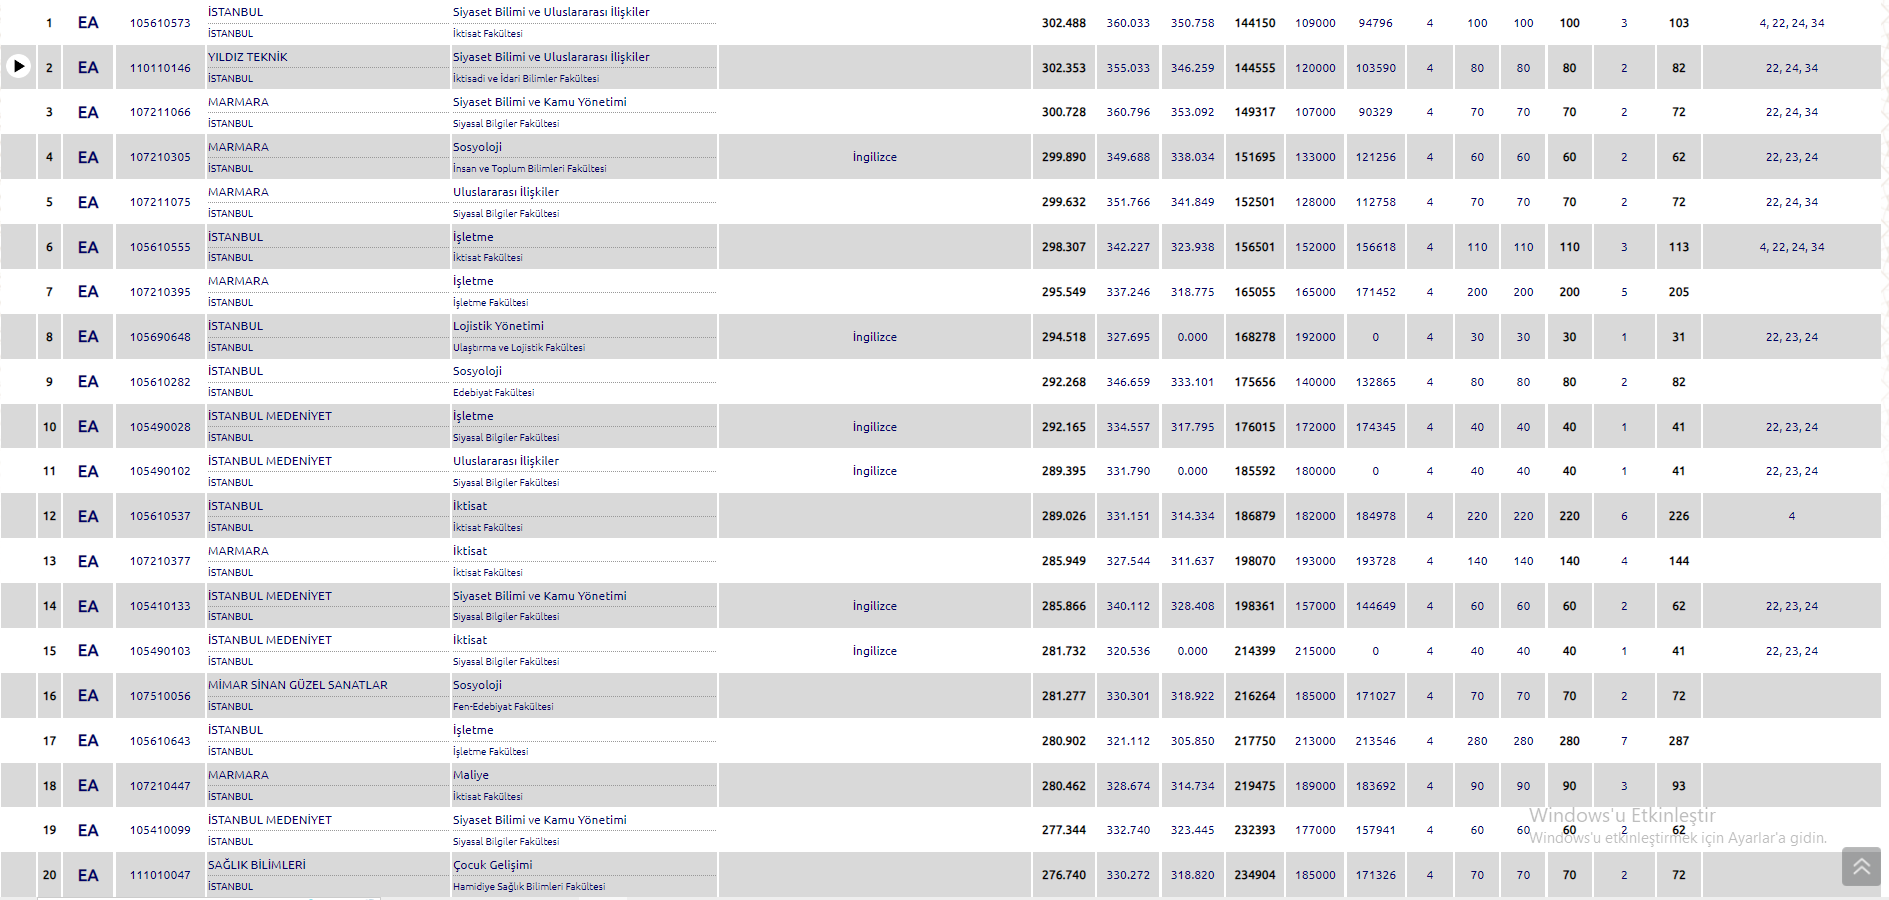 1 EA 105610573 İSTANBUL Siyaset Bilimi ve Uluslararası İlişkiler 302.488 360.033 350.758 144150 109000 94796 4 100 100 100 3 103 4, 22, 24, 34
İSTANBUL İktisat Fakültesi
2 EA 110110146 YILDIZ TEKNİK Siyaset Bilimi ve Uluslararası İlişkiler 302.353 355.033 346.259 144555 120000 103590 4 80 80 80 2 82 22, 24, 34
İSTANBUL İktisadi ve İdari Bilimler Fakültesi
3 EA 107211066 MARMARA Siyaset Bilimi ve Kamu Yönetimi 300.728 360.796 353.092 149317 107000 90329 4 70 70 70 2 72 22, 24, 34
İSTANBUL Siyasal Bilgiler Fakültesi
4 EA 107210305 MARMARA Sosyoloji İngilizce 299.890 349.688 338.034 151695 133000 121256 4 60 60 60 2 62 22, 23, 24
İSTANBUL İnsan ve Toplum Bilimleri Fakültesi
5 EA 107211075 MARMARA Uluslararası İlişkiler 299.632 351.766 341.849 152501 128000 112758 4 70 70 70 2 72 22, 24, 34
İSTANBUL Siyasal Bilgiler Fakültesi
6 EA 105610555 İSTANBUL İşletme 298.307 342.227 323.938 156501 152000 156618 4 110 110 110 3 113 4, 22, 24, 34
İSTANBUL İktisat Fakültesi
7 EA 107210395 MARMARA İşletme 295.549 337.246 318.775 165055 165000 171452 4 200 200 200 5 205
İSTANBUL İşletme Fakültesi
8 EA 105690648 İSTANBUL Lojistik Yönetimi İngilizce 294.518 327.695 0.000 168278 192000 0 4 30 30 30 1 31 22, 23, 24
İSTANBUL Ulaştırma ve Lojistik Fakültesi
9 EA 105610282 İSTANBUL Sosyoloji 292.268 346.659 333.101 175656 140000 132865 4 80 80 80 2 82
İSTANBUL Edebiyat Fakültesi
10 EA 105490028 İSTANBUL MEDENİYET İşletme İngilizce 292.165 334.557 317.795 176015 172000 174345 4 40 40 40 1 41 22, 23, 24
İSTANBUL Siyasal Bilgiler Fakültesi
11 EA 105490102 İSTANBUL MEDENİYET Uluslararası İlişkiler İngilizce 289.395 331.790 0.000 185592 180000 0 4 40 40 40 1 41 22, 23, 24
İSTANBUL Siyasal Bilgiler Fakültesi
12 EA 105610537 İSTANBUL İktisat 289.026 331.151 314.334 186879 182000 184978 4 220 220 220 6 226 4
İSTANBUL İktisat Fakültesi
13 EA 107210377 MARMARA İktisat 285.949 327.544 311.637 198070 193000 193728 4 140 140 140 4 144
İSTANBUL İktisat Fakültesi
14 EA 105410133 İSTANBUL MEDENİYET Siyaset Bilimi ve Kamu Yönetimi İngilizce 285.866 340.112 328.408 198361 157000 144649 4 60 60 60 2 62 22, 23, 24
İSTANBUL Siyasal Bilgiler Fakültesi
15 EA 105490103 İSTANBUL MEDENİYET İktisat İngilizce 281.732 320.536 0.000 214399 215000 0 4 40 40 40 1 41 22, 23, 24
İSTANBUL Siyasal Bilgiler Fakültesi
16 EA 107510056 MİMAR SİNAN GÜZEL SANATLAR Sosyoloji 281.277 330.301 318.922 216264 185000 171027 4 70 70 70 2 72
İSTANBUL Fen-Edebiyat Fakültesi
17 EA 105610643 İSTANBUL İşletme 280.902 321.112 305.850 217750 213000 213546 4 280 280 280 7 287
İSTANBUL İşletme Fakültesi
18 EA 107210447 MARMARA Maliye 280.462 328.674 314.734 219475 189000 183692 4 90 90 90 3 93
İSTANBUL İktisat Fakültesi
19 EA 105410099 İSTANBUL MEDENİYET Siyaset Bilimi ve Kamu Yönetimi 277.344 332.740 323.445 232393 177000 157941 4 60 60 60 2 62
İSTANBUL Siyasal Bilgiler Fakültesi
Windows'u Etkinleştir
Windows'u etkinleştirmek için Ayarlar'a gidin.
20 EA 111010047 SAĞLIK BİLİMLERİ Çocuk Gelişimi 276.740 330.272 318.820 234904 185000 171326 4 70 70 70 2 72
İSTANBUL Hamidiye Sağlık Bilimleri Fakültesi